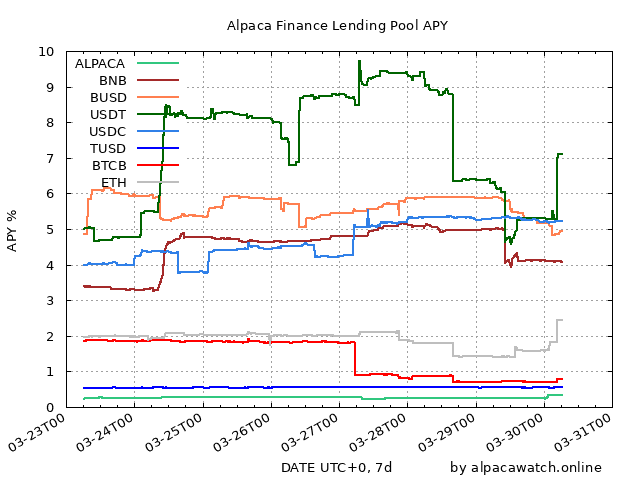 Alpaca Finance Lending Pool APY
10
9
8
7
6
5
4
3
2
1
0
APY %
ALPACA
BNB
BUSD
USDT
USDC
TUSD
BTCB
ETH
03-23T00
03-24T00
03-25T00
03-26T00
03-27T00
03-28T00
03-29T00
03-30T00
03-31T00
DATE UTC+0, 7d
by alpacawatch.online